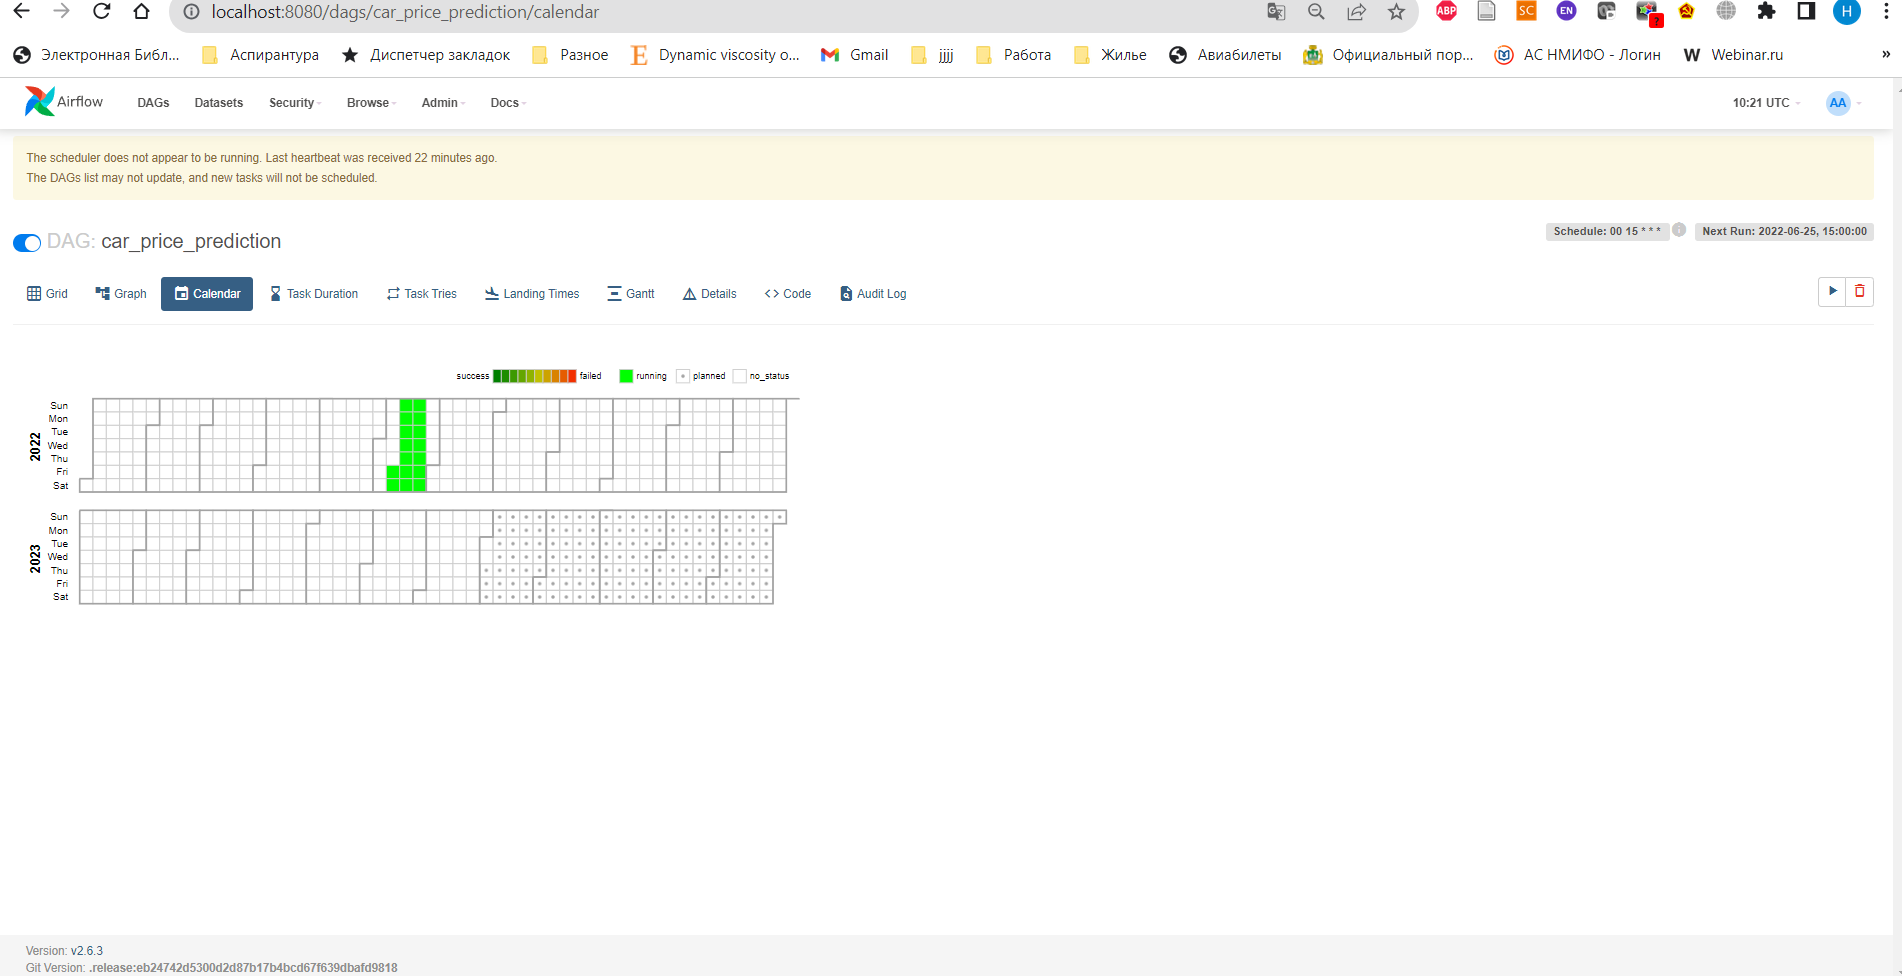 localhost:8080/dags/car_price_prediction/calendar
ABP SC EN ? H
Электронная Библ... Аспирантура Диспетчер закладок Разное Dynamic viscosity o... Gmail jjjj Работа Жилье Авиабилеты Официальный пор... АС НМИФО - Логин Webinar.ru »
Airflow DAGs Datasets Security Browse Admin Docs 10:21 UTC AA
The scheduler does not appear to be running. Last heartbeat was received 22 minutes ago.
The DAGs list may not update, and new tasks will not be scheduled.
DAG: car_price_prediction
Schedule: 00 15 * * * Next Run: 2022-06-25, 15:00:00
Grid Graph Calendar Task Duration Task Tries Landing Times Gantt Details Code Audit Log
success failed running planned no_status
2022
Sun
Mon
Tue
Wed
Thu
Fri
Sat
2023
Sun
Mon
Tue
Wed
Thu
Fri
Sat
Version: v2.6.3
Git Version: .release:eb24742d5300d2d87b17b4bcd67f639dbafd9818